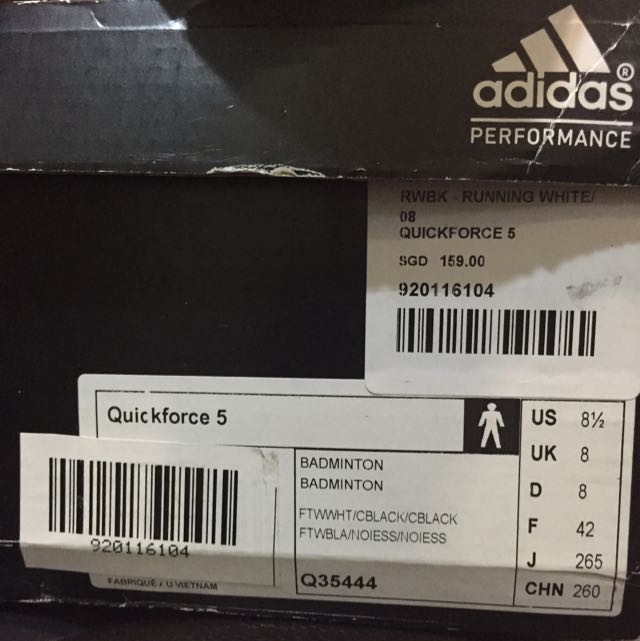 adidas®
PERFORMANCE
RWBK - RUNNING WHITE/
08
QUICKFORCE 5
SGD 159.00
920116104
Quickforce 5
BADMINTON
BADMINTON
FTWWHT/CBLACK/CBLACK
FTWBLA/NOIESS/NOIESS
Q35444
US 8½
UK 8
D 8
F 42
J 265
CHN 260
920116104
FABRIQUÉ / U VIETNAM